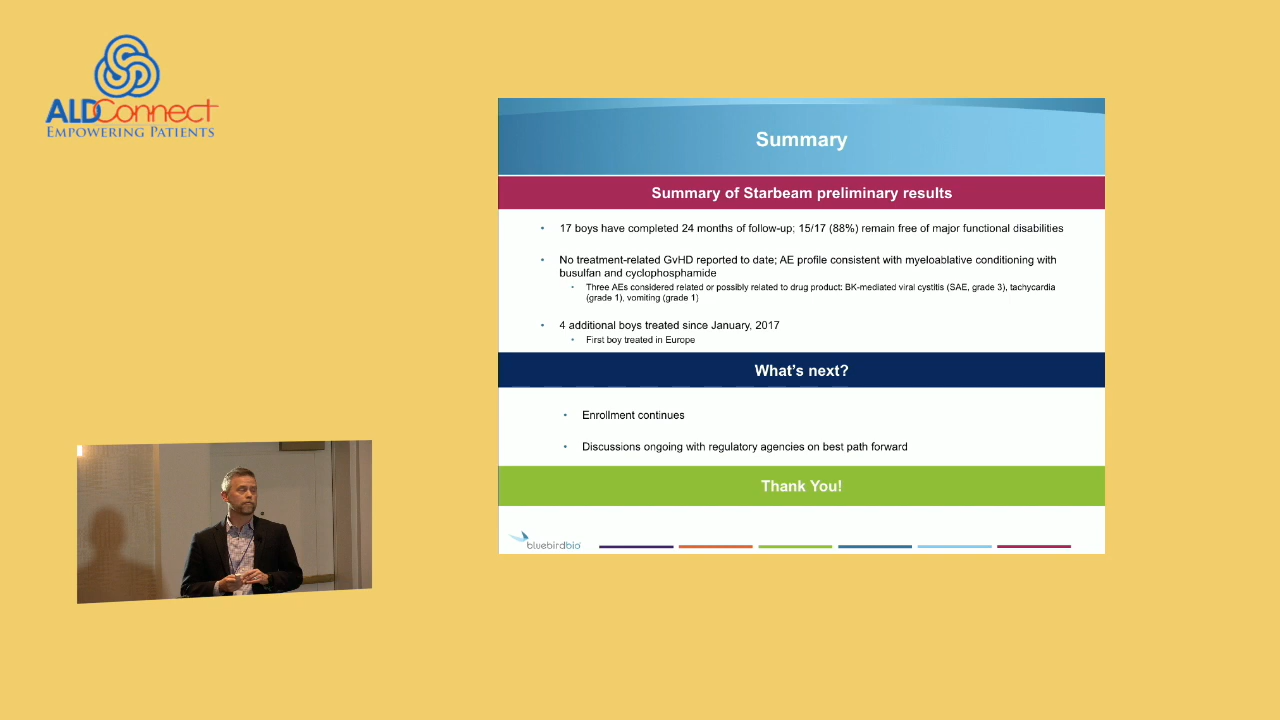 ALDConnect
EMPOWERING PATIENTS
Summary
Summary of Starbeam preliminary results
• 17 boys have completed 24 months of follow-up; 15/17 (88%) remain free of major functional disabilities
• No treatment-related GvHD reported to date; AE profile consistent with myeloablative conditioning with
busulfan and cyclophosphamide
• Three AEs considered related or possibly related to drug product: BK-mediated viral cystitis (SAE, grade 3), tachycardia
(grade 1), vomiting (grade 1)
• 4 additional boys treated since January, 2017
• First boy treated in Europe
What's next?
• Enrollment continues
• Discussions ongoing with regulatory agencies on best path forward
Thank You!
bluebirdbio